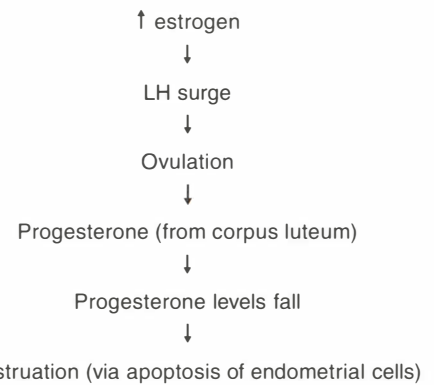 ↑ estrogen
↓
LH surge
↓
Ovulation
↓
Progesterone (from corpus luteum)
↓
Progesterone levels fall
↓
struation (via apoptosis of endometrial cells)